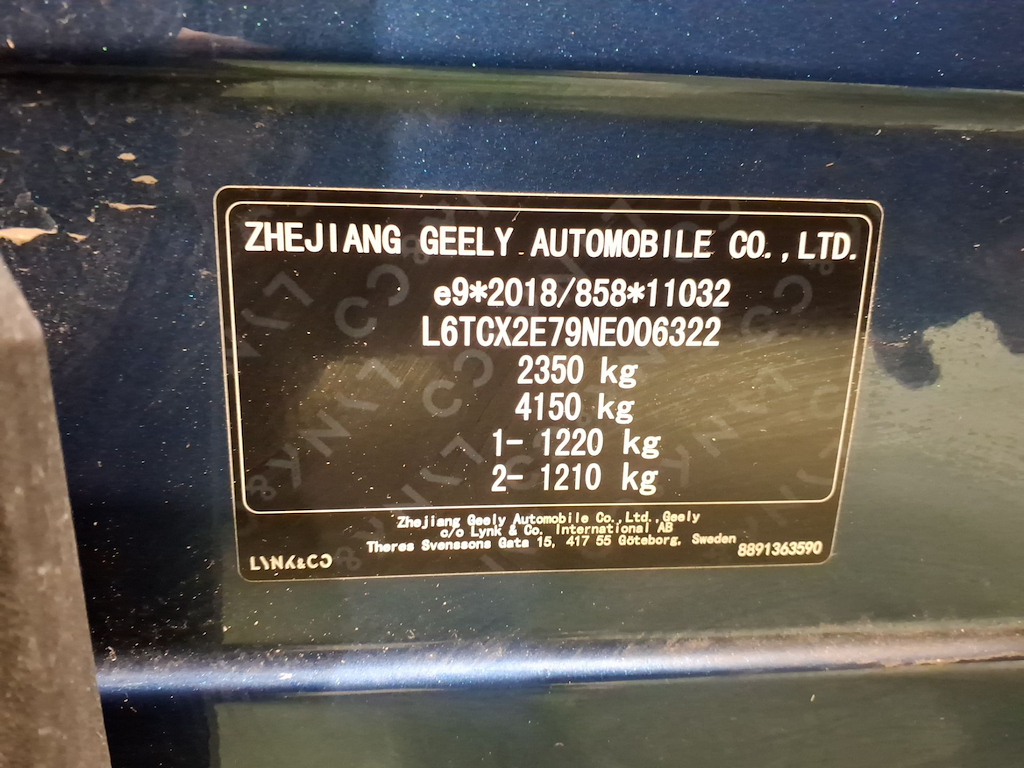 ZHEJIANG GEELY AUTOMOBILE CO.,LTD.
e9*2018/858*11032
L6TCX2E79NE006322
2350 kg
4150 kg
1- 1220 kg
2- 1210 kg
Zhejiang Geely Automobile Co.,Ltd.,Geely
c/o Lynk & Co. International AB
Theres Svenssons Gata 15, 417 55 Göteborg, Sweden
LYNK&CO
8891363590